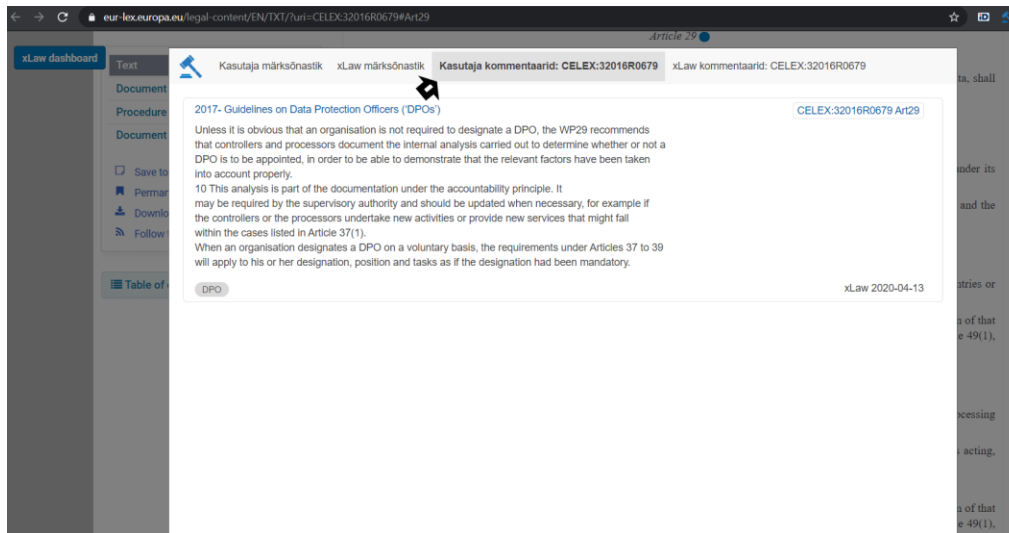 eur-lex.europa.eu/legal-content/EN/TXT/?uri=CELEX:32016R0679#Art29
Article 29
xLaw dashboard
Text
Kasutaja märksõnastik xLaw märksõnastik Kasutaja kommentaarid: CELEX:32016R0679 xLaw kommentaarid: CELEX:32016R0679
ta, shall
Document
2017- Guidelines on Data Protection Officers ('DPOs') CELEX:32016R0679 Art29
Procedure
Unless it is obvious that an organisation is not required to designate a DPO, the WP29 recommends
Document
that controllers and processors document the internal analysis carried out to determine whether or not a
DPO is to be appointed, in order to be able to demonstrate that the relevant factors have been taken
into account properly.
Save to
under its
10 This analysis is part of the documentation under the accountability principle. It
Perma
may be required by the supervisory authority and should be updated when necessary, for example if
and the
Downlo
the controllers or the processors undertake new activities or provide new services that might fall
Follow
within the cases listed in Article 37(1).
When an organisation designates a DPO on a voluntary basis, the requirements under Articles 37 to 39
will apply to his or her designation, position and tasks as if the designation had been mandatory.
Table of
ntries or
DPO xLaw 2020-04-13
n of that
e 49(1),
ocessing
acting,
n of that
e 49(1),